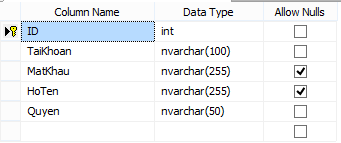 Column Name Data Type Allow Nulls
ID int
TaiKhoan nvarchar(100)
MatKhau nvarchar(255)
HoTen nvarchar(255)
Quyen nvarchar(50)